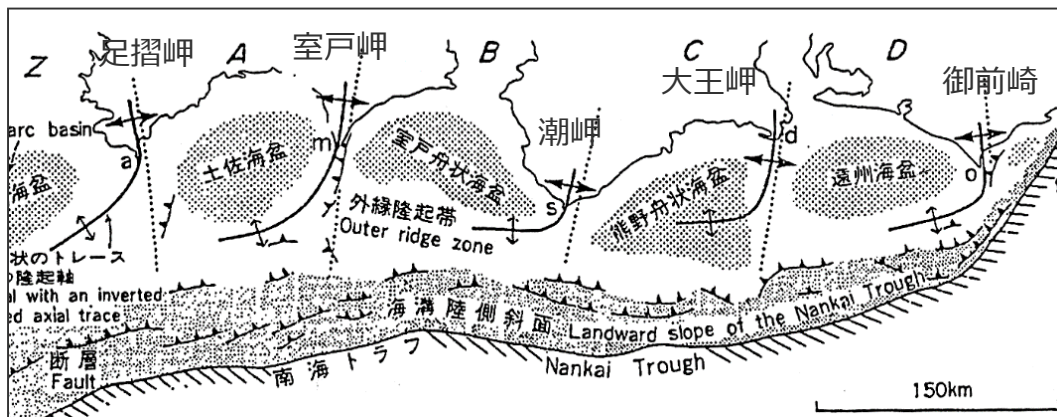 Z
足摺岬
A
室戸岬
B
C
大王岬
D
御前崎
潮岬
arc basin
海盆
a
土佐海盆
m
室戸舟状海盆
s
熊野舟状海盆
d
遠州海盆
o
外縁隆起帯
Outer ridge zone
状のトレース
隆起軸
al with an inverted
ed axial trace
海溝陸側斜面
Landward slope of the Nankai Trough
断層
Fault
南海トラフ
Nankai Trough
150km